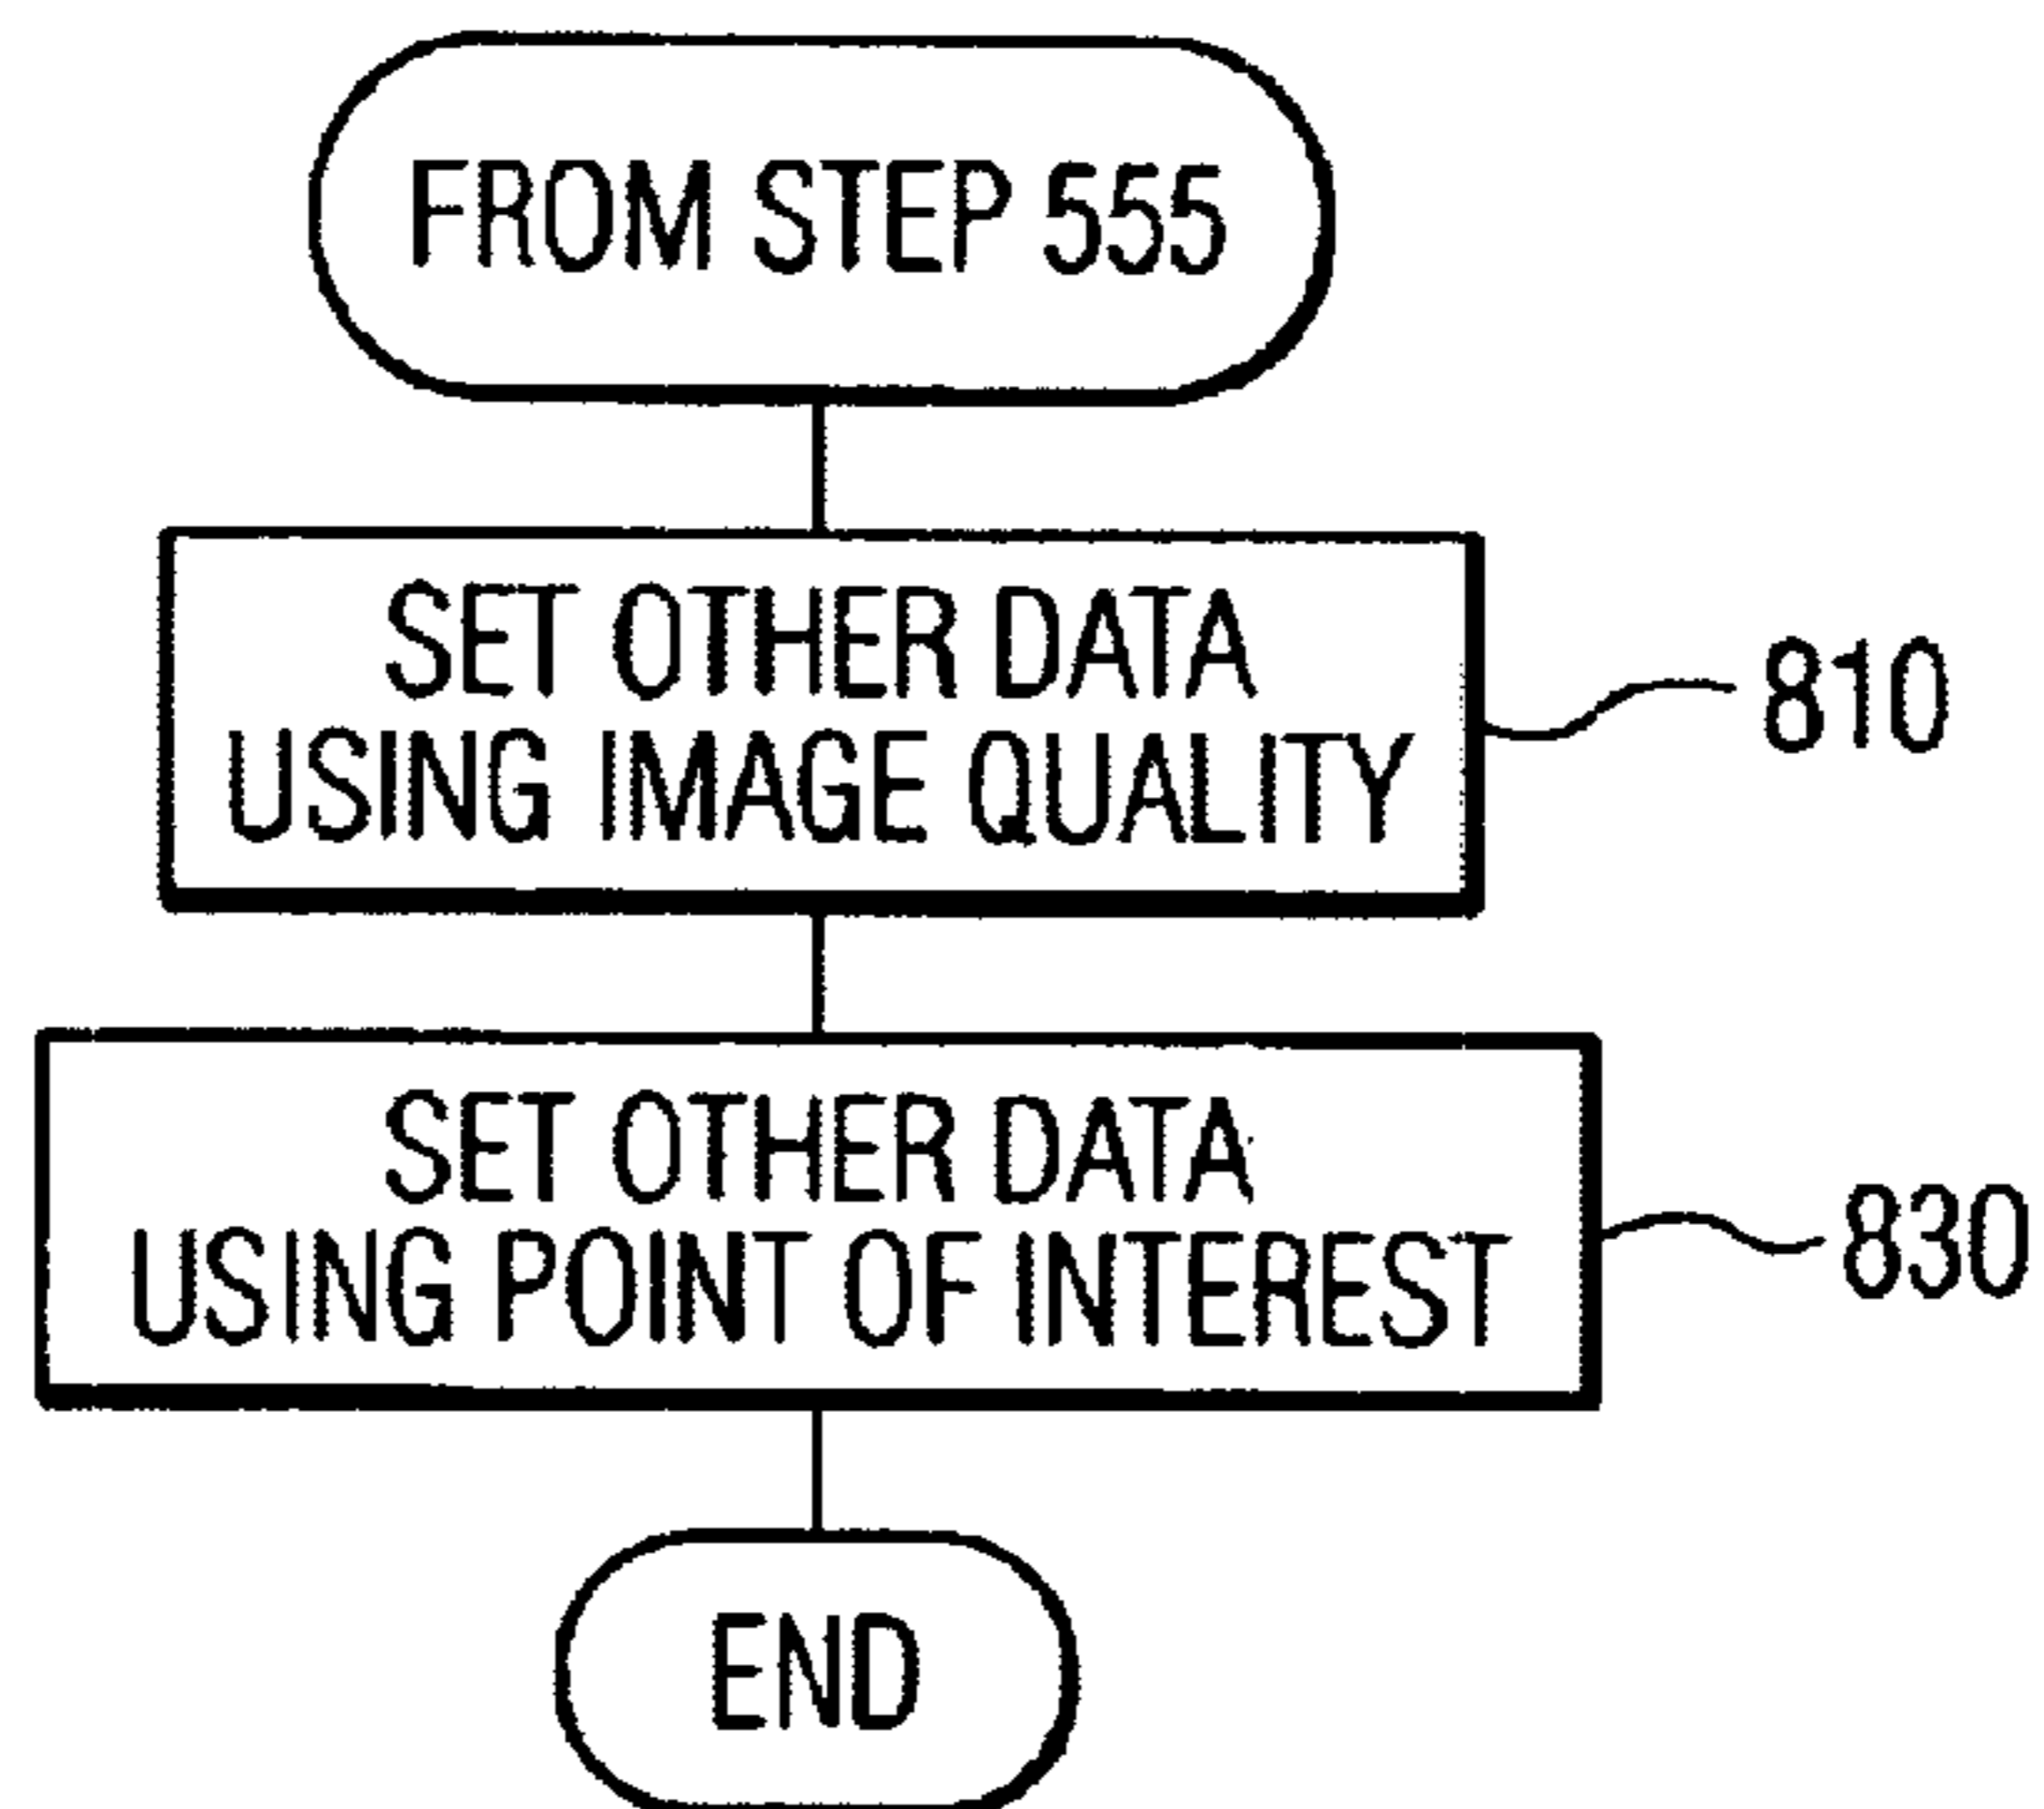 FROM STEP 555
SET OTHER DATA
USING IMAGE QUALITY
810
SET OTHER DATA
USING POINT OF INTEREST
830
END